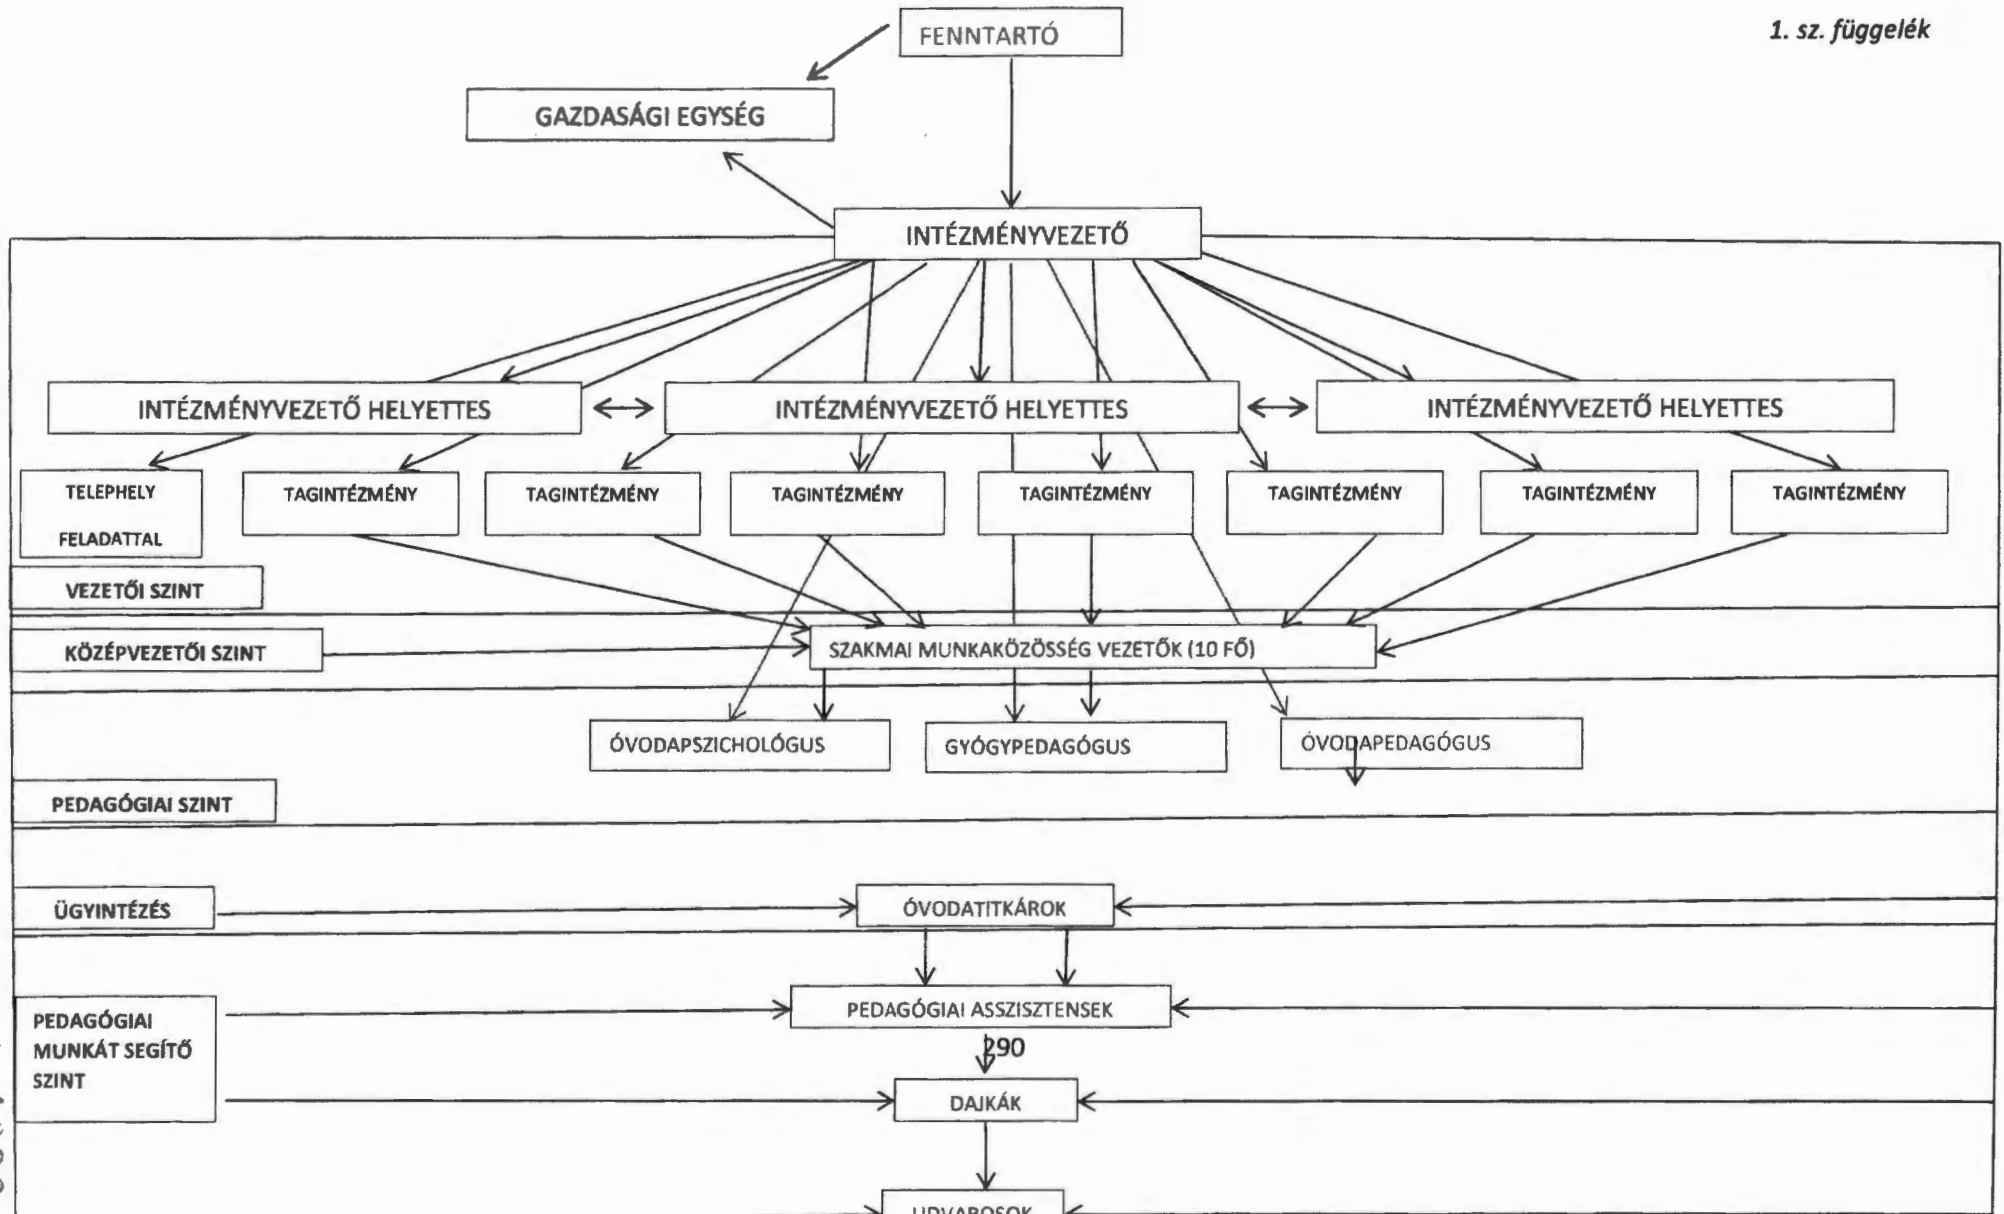 1. sz. függelék
FENNTARTÓ
GAZDASÁGI EGYSÉG
INTÉZMÉNYVEZETŐ
INTÉZMÉNYVEZETŐ HELYETTES
INTÉZMÉNYVEZETŐ HELYETTES
INTÉZMÉNYVEZETŐ HELYETTES
TELEPHELY
FELADATTAL
TAGINTÉZMÉNY
TAGINTÉZMÉNY
TAGINTÉZMÉNY
TAGINTÉZMÉNY
TAGINTÉZMÉNY
TAGINTÉZMÉNY
TAGINTÉZMÉNY
VEZETŐI SZINT
KÖZÉPVEZETŐI SZINT
SZAKMAI MUNKAKÖZÖSSÉG VEZETŐK (10 FŐ)
ÓVODAPSZICHOLÓGUS
GYÓGYPEDAGÓGUS
ÓVODAPEDAGÓGUS
PEDAGÓGIAI SZINT
ÜGYINTÉZÉS
ÓVODATITKÁROK
PEDAGÓGIAI
MUNKÁT SEGÍTŐ
SZINT
PEDAGÓGIAI ASSZISZTENSEK
290
DAJKÁK
UDVAROSOK